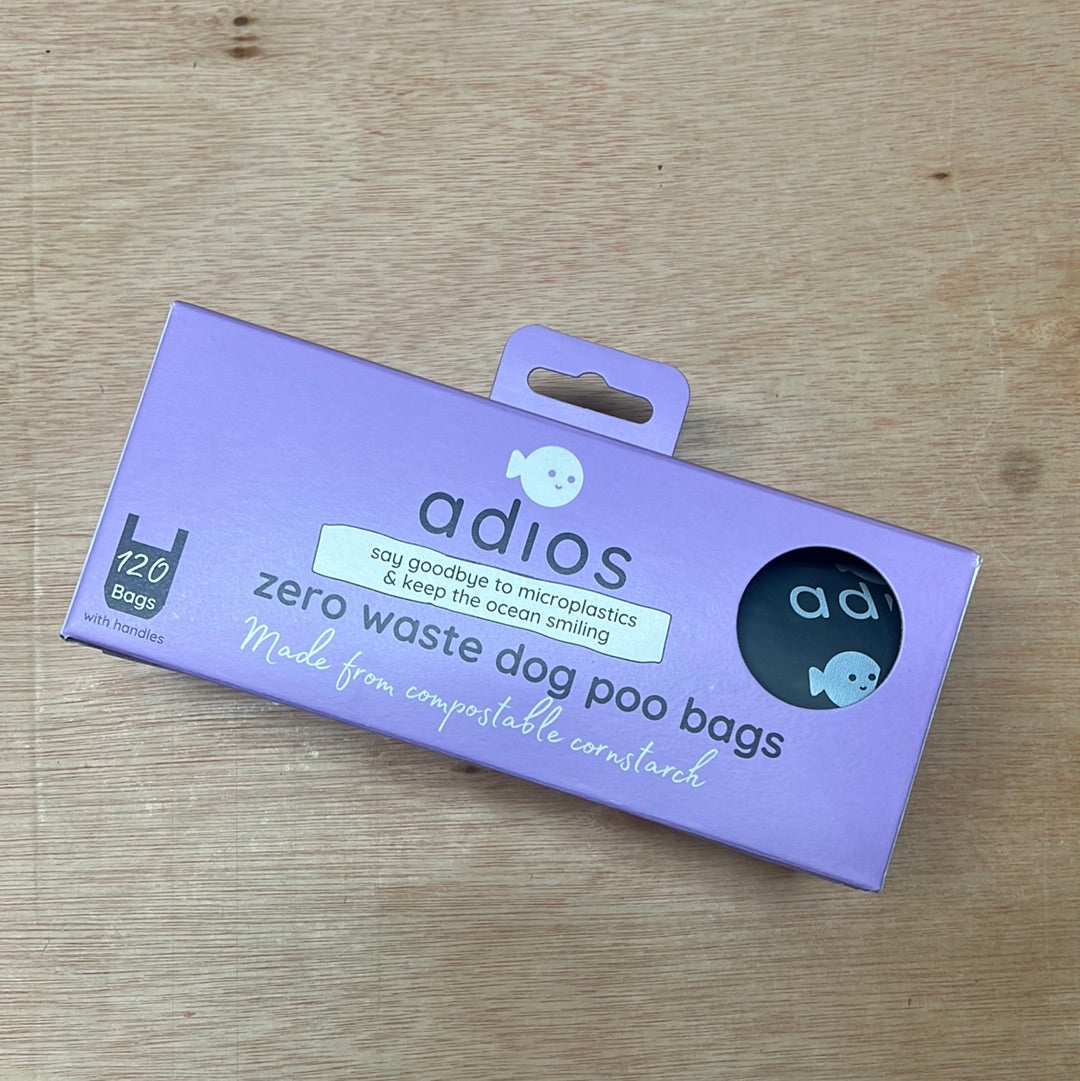 adios
say goodbye to microplastics
& keep the ocean smiling
zero waste dog poo bags
Made from compostable cornstarch
120
Bags
with handles
ad